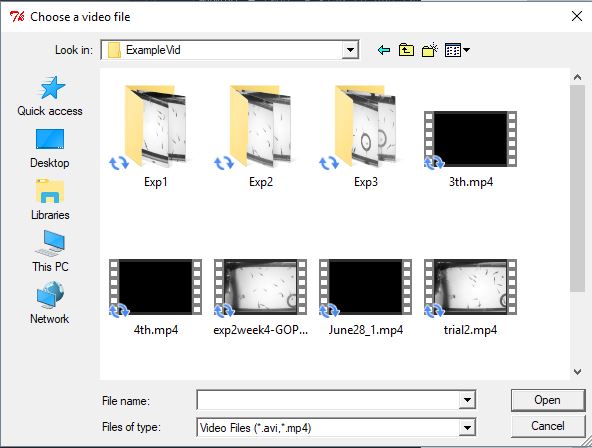 Choose a video file
Look in:
ExampleVid
Quick access
Desktop
Libraries
This PC
Network
Exp1
Exp2
Exp3
3th.mp4
4th.mp4
exp2week4-GOP...
June28_1.mp4
trial2.mp4
File name:
Open
Files of type:
Video Files (*.avi,*.mp4)
Cancel